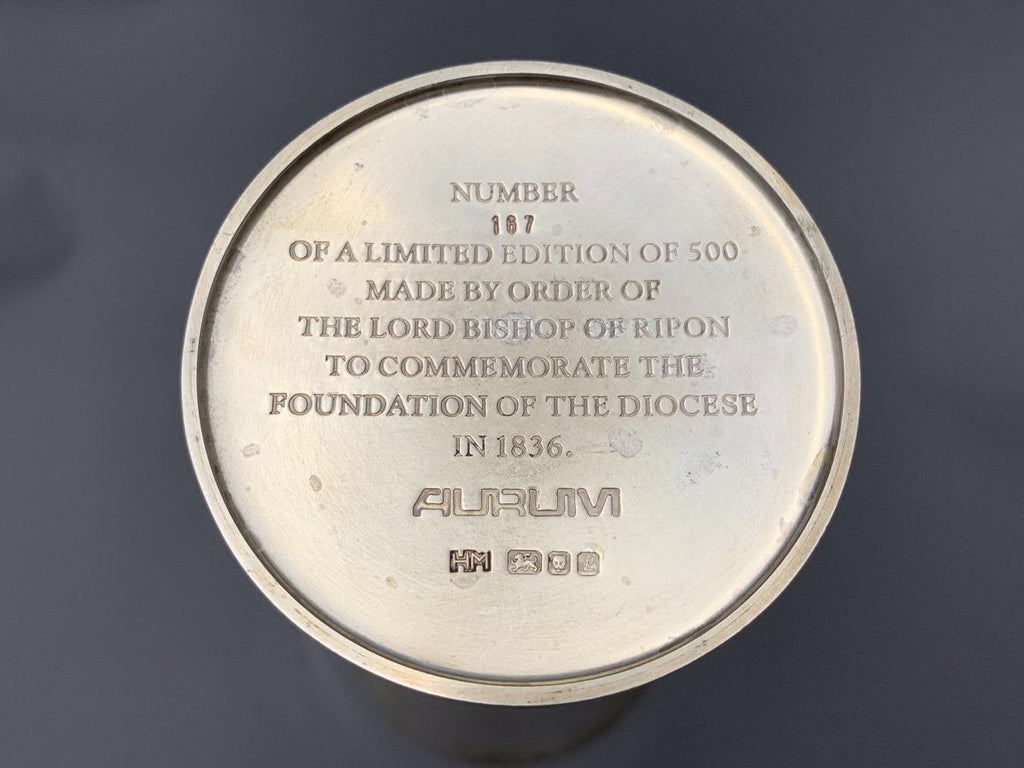 NUMBER
167
OF A LIMITED EDITION OF 500
MADE BY ORDER OF
THE LORD BISHOP OF RIPON
TO COMMEMORATE THE
FOUNDATION OF THE DIOCESE
IN 1836.
AURUM
HM